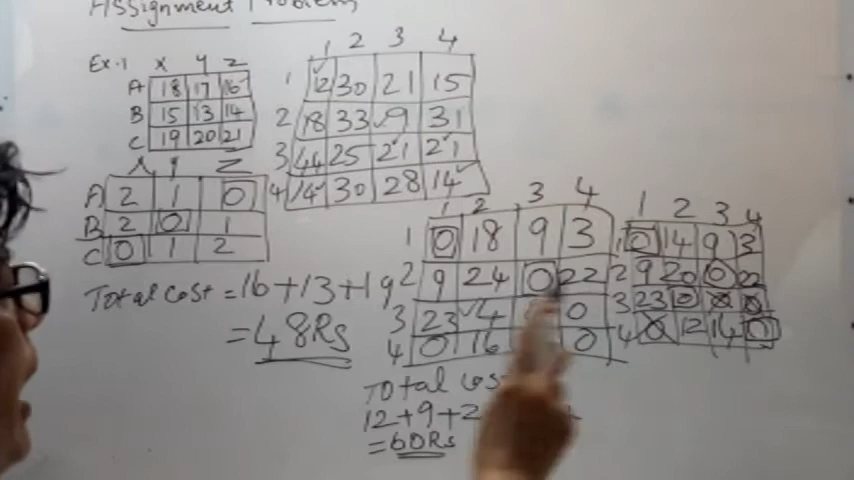 Assignment Problem
Ex.1 X Y Z
A 18 17 16
B 15 13 14
C 19 20 21
X Y Z
A 2 1 0
B 2 0 1
C 0 1 2
Total cost = 16+13+19
= 48Rs
1 2 3 4
1 12 30 21 15
2 18 33 9 31
3 44 25 21 21
4 14 30 28 14
1 2 3 4
1 0 18 9 3
2 9 24 0 22
3 23 4 0
4 0 16 0
Total cos
12+9+2
= 60Rs
1 2 3 4
1 0 14 9 3
2 9 20 0 22
3 23 0 0 0
4 0 12 14 0